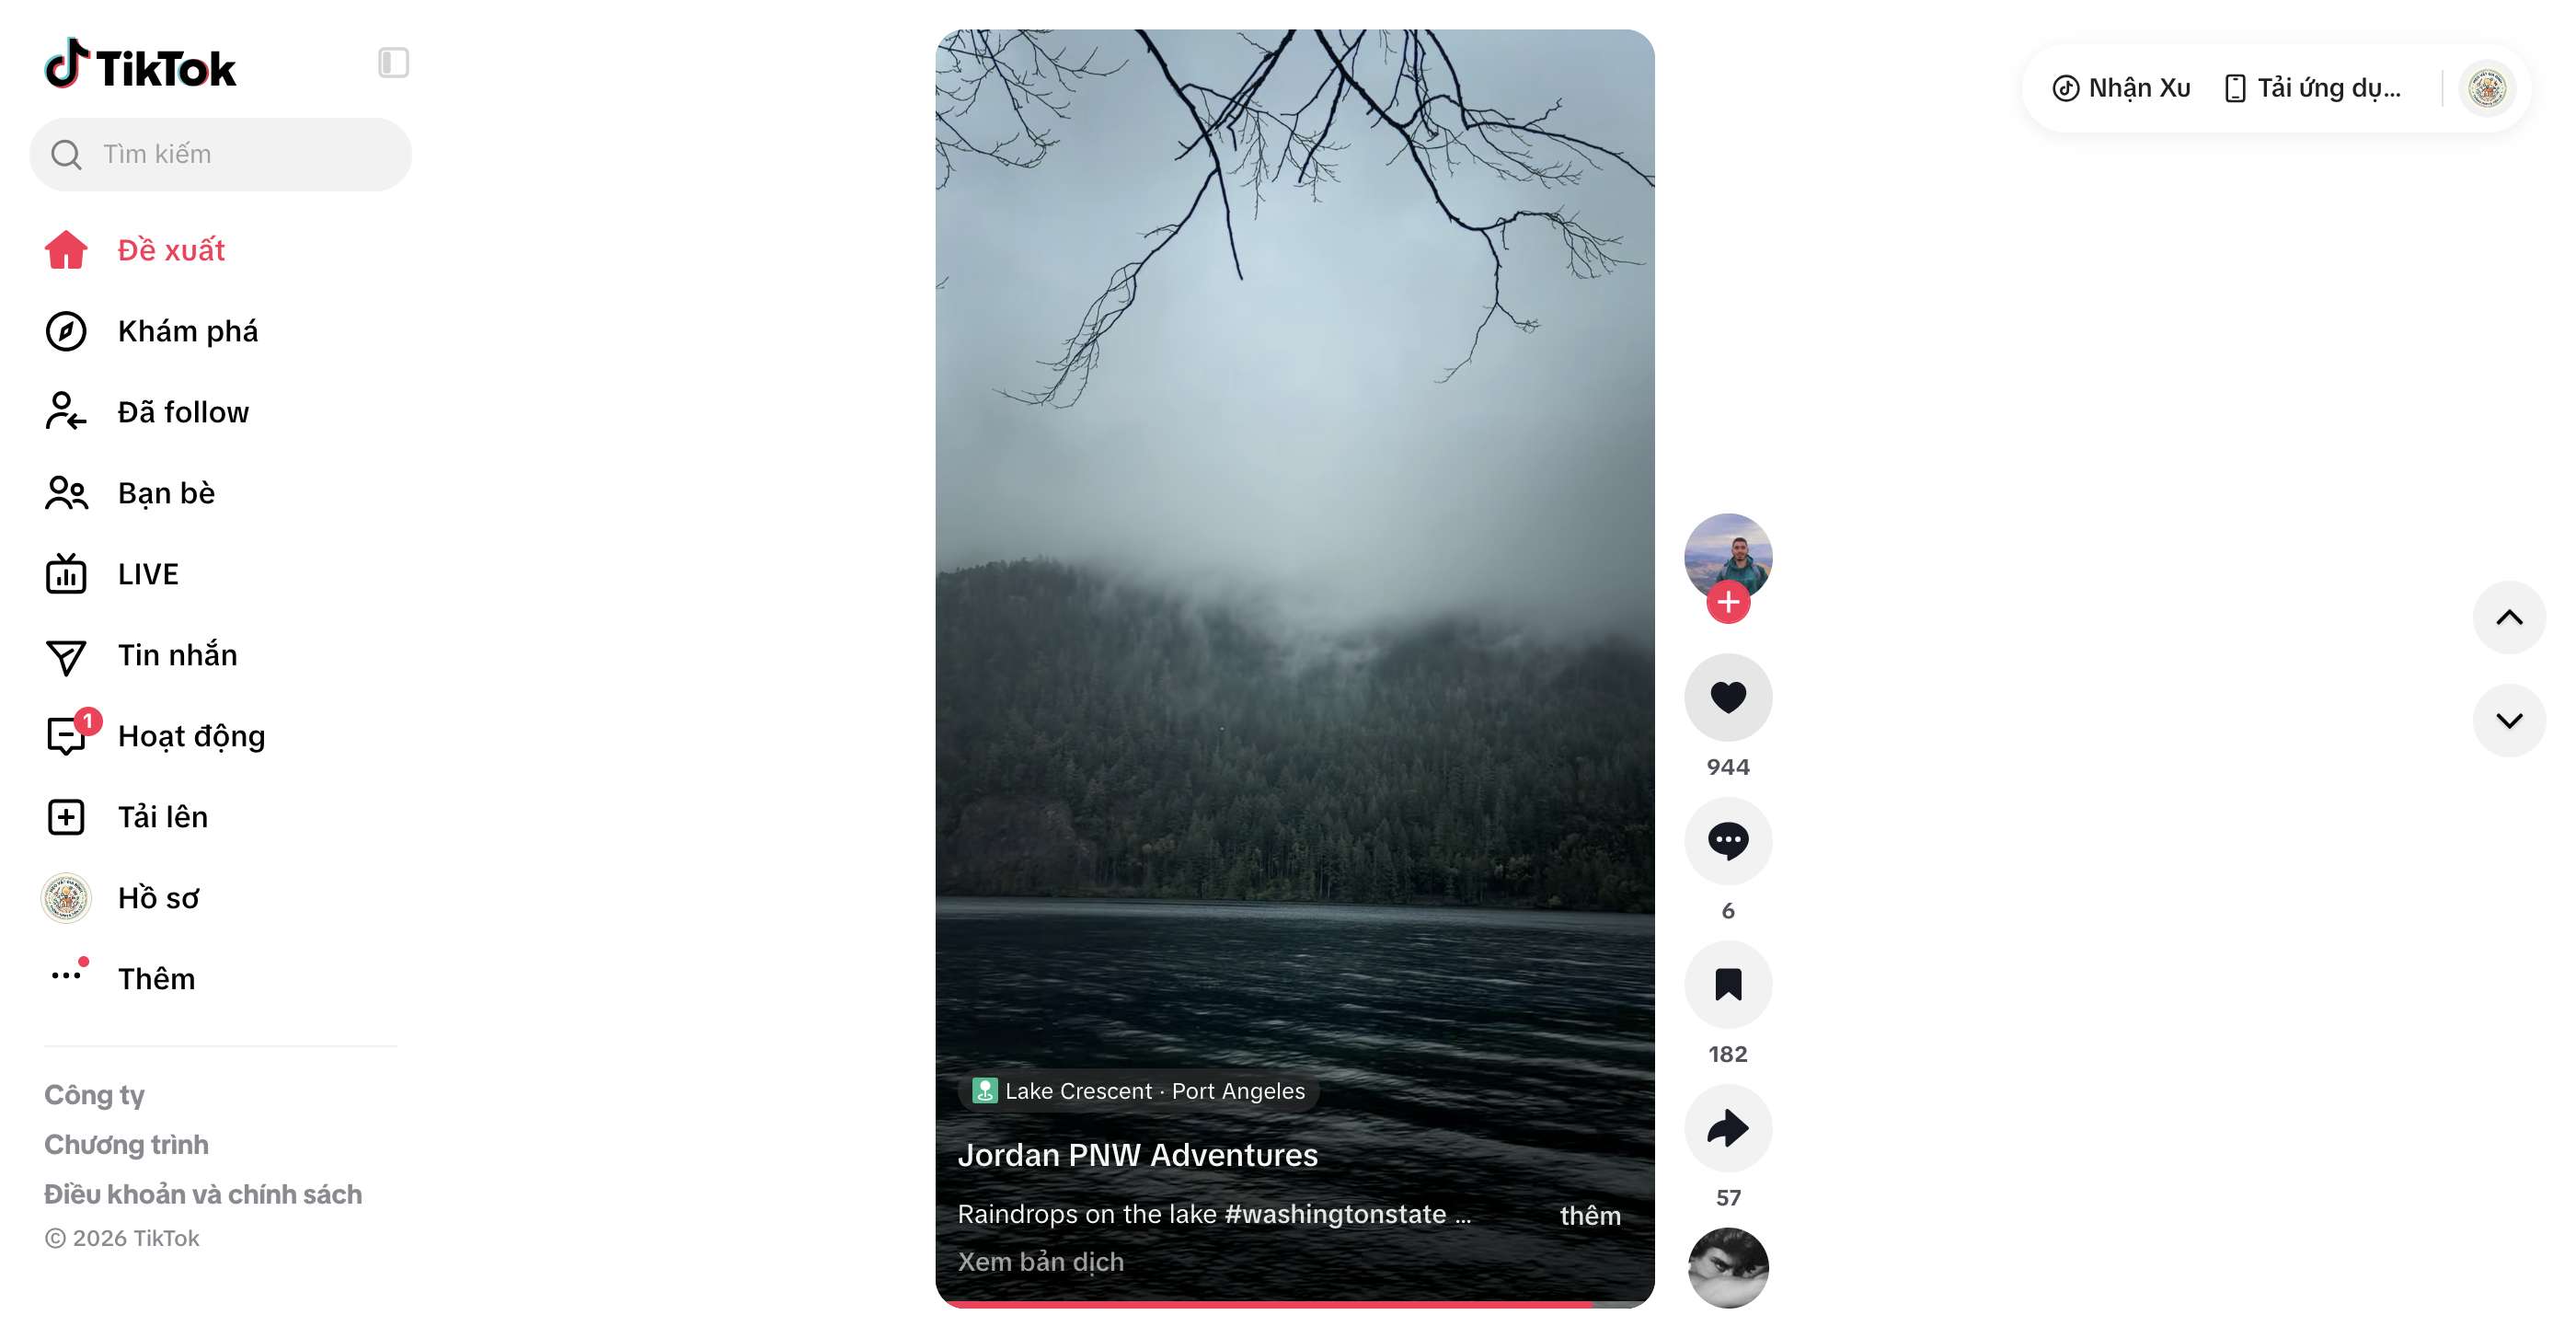 TikTok
Tìm kiếm
Đề xuất
Khám phá
Đã follow
Bạn bè
LIVE
Tin nhắn
1
Hoạt động
Tải lên
Hồ sơ
Thêm
Công ty
Chương trình
Điều khoản và chính sách
© 2026 TikTok
Lake Crescent · Port Angeles
Jordan PNW Adventures
Raindrops on the lake #washingtonstate ... thêm
Xem bản dịch
944
6
182
57
Nhận Xu
Tải ứng dụ...